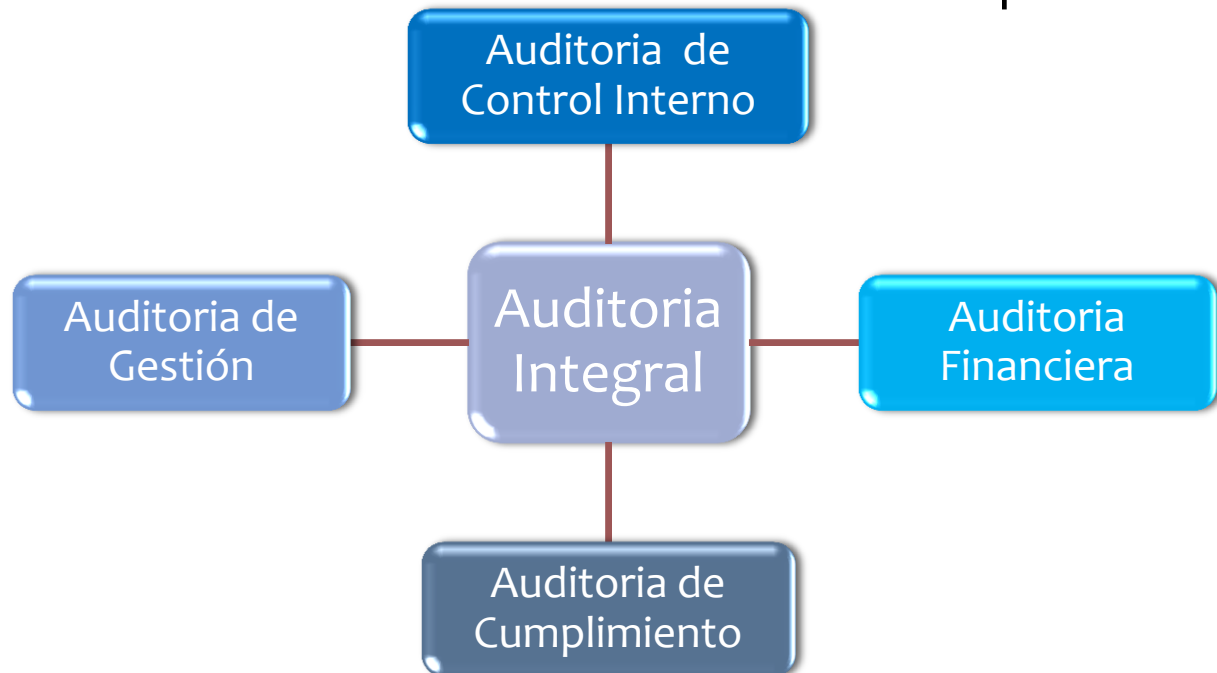 Auditoria de
Control Interno
Auditoria de
Gestión
Auditoria
Integral
Auditoria
Financiera
Auditoria de
Cumplimiento